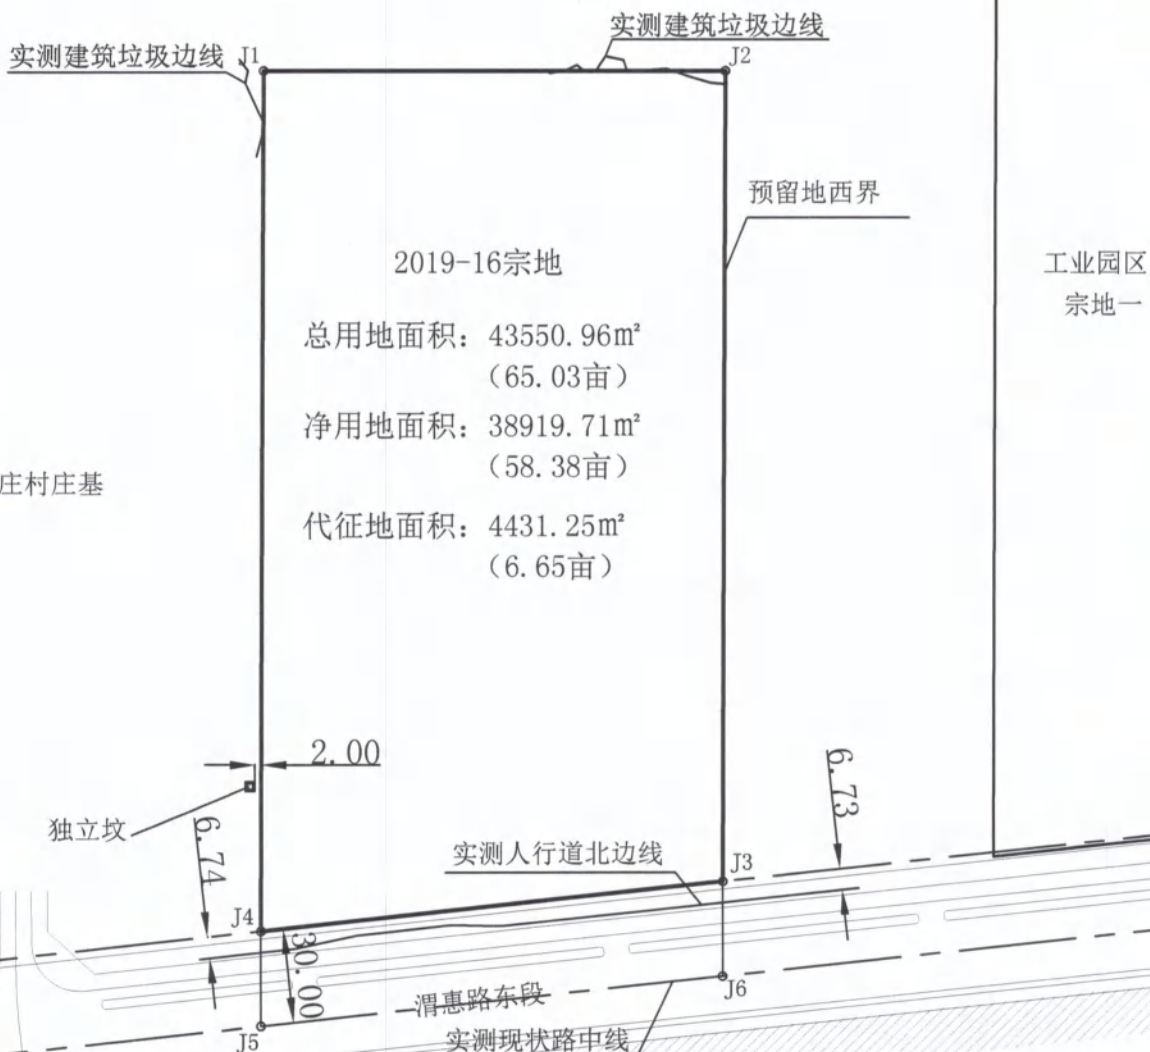 实测建筑垃圾边线
实测建筑垃圾边线
J1
J2
预留地西界
2019-16宗地
工业园区
宗地一
总用地面积：43550.96㎡
（65.03亩）
净用地面积：38919.71㎡
（58.38亩）
庄村庄基
代征地面积：4431.25㎡
（6.65亩）
2.00
6.73
独立坟
6.74
实测人行道北边线
J3
J4
30.00
渭惠路东段
J6
J5
实测现状路中线